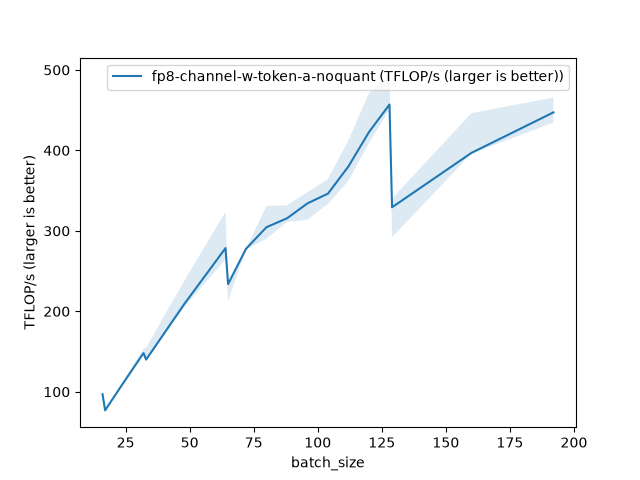 fp8-channel-w-token-a-noquant (TFLOP/s (larger is better))
TFLOP/s (larger is better)
500
400
300
200
100
25 50 75 100 125 150 175 200
batch_size